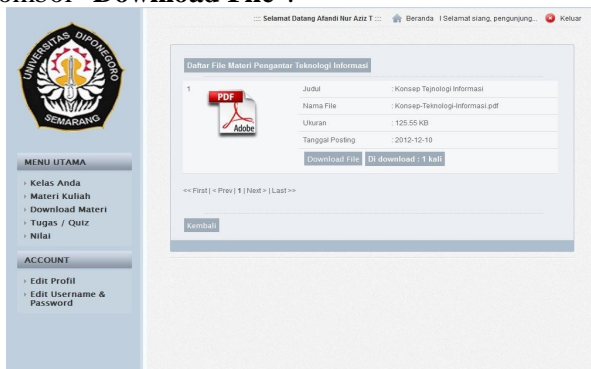 tombol "Download File".
:::: Selamat Datang Afandi Nur Aziz T :::: Beranda I Selamat siang, pengunjung... Keluar
UNIVERSITAS DIPONEGORO
SEMARANG
Daftar File Materi Pengantar Teknologi Informasi
1
PDF
Adobe
Judul : Konsep Tejnologi Informasi
Nama File : Konsep-Teknologi-Informasi.pdf
Ukuran : 125.55 KB
Tanggal Posting : 2012-12-10
Download File Di download : 1 kali
<< First | < Prev | 1 | Next > | Last >>
Kembali
MENU UTAMA
Kelas Anda
Materi Kuliah
Download Materi
Tugas / Quiz
Nilai
ACCOUNT
Edit Profil
Edit Username &
Password